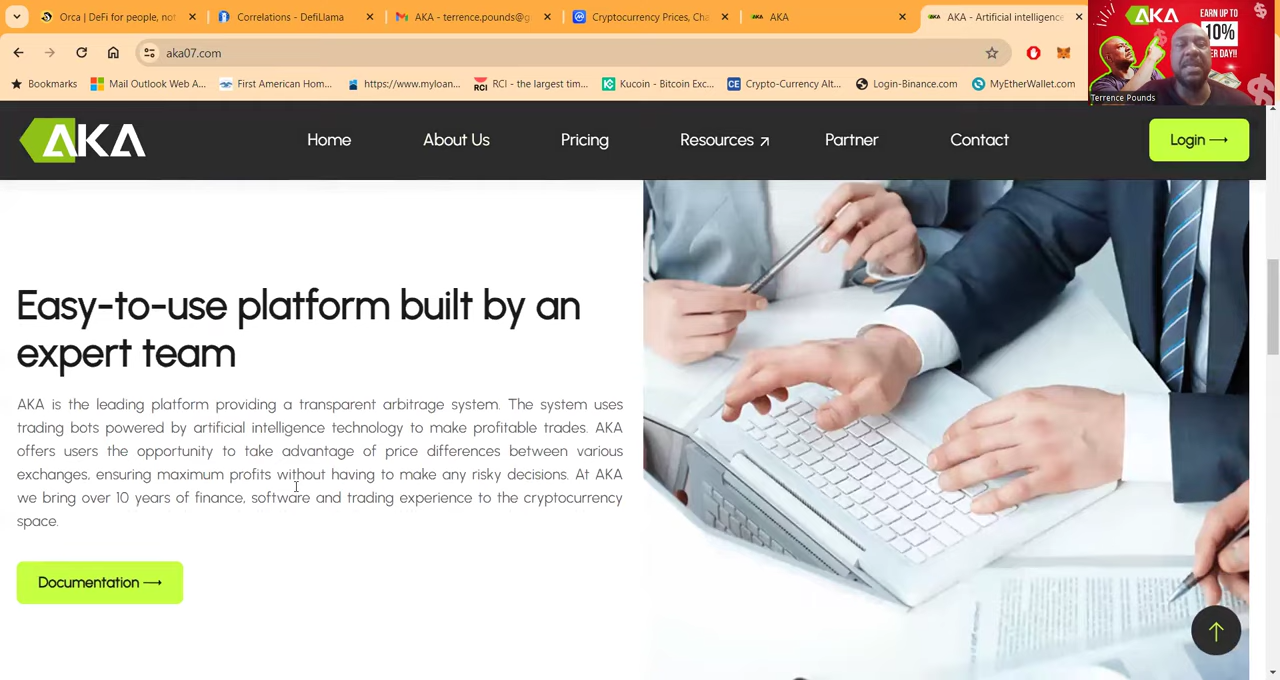 Orca | DeFi for people, not
Correlations - DefiLlama
AKA - terrence.pounds@g
Cryptocurrency Prices, Cha
AKA
AKA - Artificial intelligence
aka07.com
Bookmarks
Mail Outlook Web A...
First American Hom...
https://www.myloan...
RCI - the largest tim...
Kucoin - Bitcoin Exc...
Crypto-Currency Alt...
Login-Binance.com
MyEtherWallet.com
AKA
EARN UP TO
10%
ER DAY!!
Terrence Pounds
AKA
Home
About Us
Pricing
Resources
Partner
Contact
Login
Easy-to-use platform built by an
expert team
AKA is the leading platform providing a transparent arbitrage system. The system uses
trading bots powered by artificial intelligence technology to make profitable trades. AKA
offers users the opportunity to take advantage of price differences between various
exchanges, ensuring maximum profits without having to make any risky decisions. At AKA
we bring over 10 years of finance, software and trading experience to the cryptocurrency
space.
Documentation